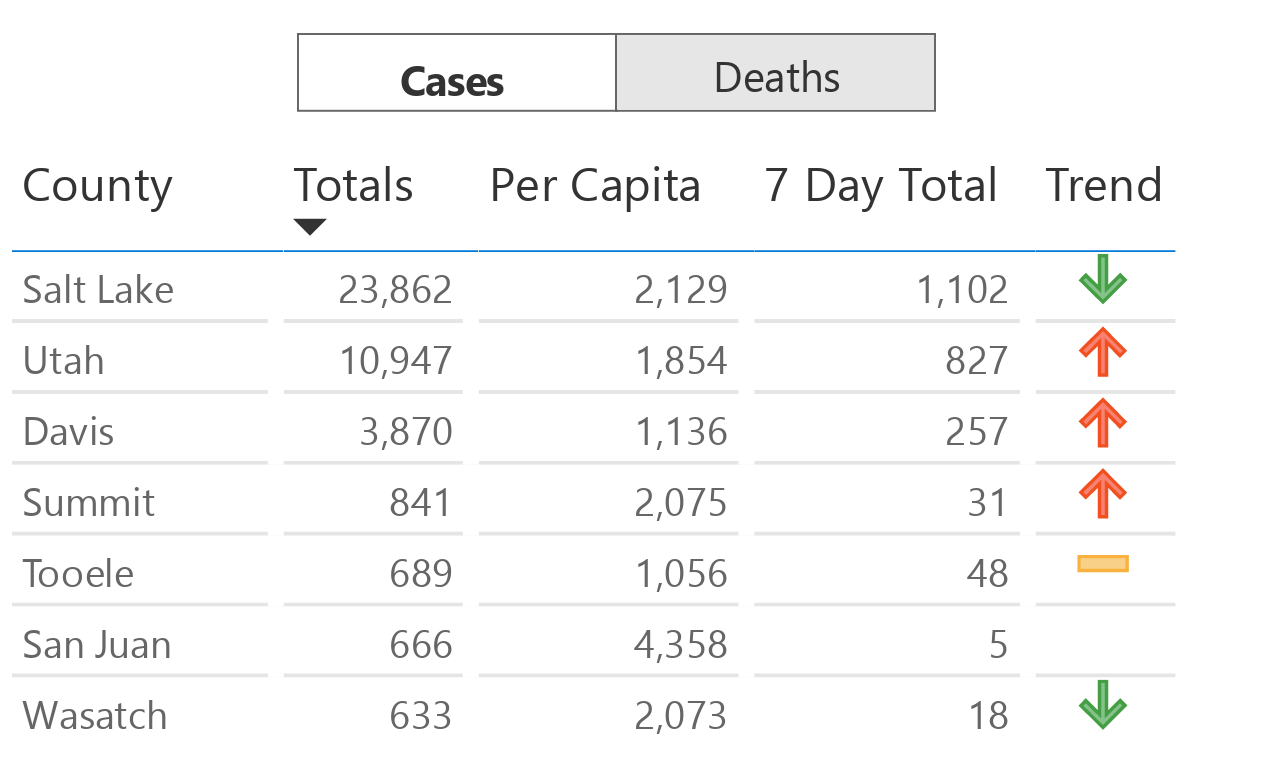 Cases Deaths
County Totals Per Capita 7 Day Total Trend
Salt Lake 23,862 2,129 1,102
Utah 10,947 1,854 827
Davis 3,870 1,136 257
Summit 841 2,075 31
Tooele 689 1,056 48
San Juan 666 4,358 5
Wasatch 633 2,073 18